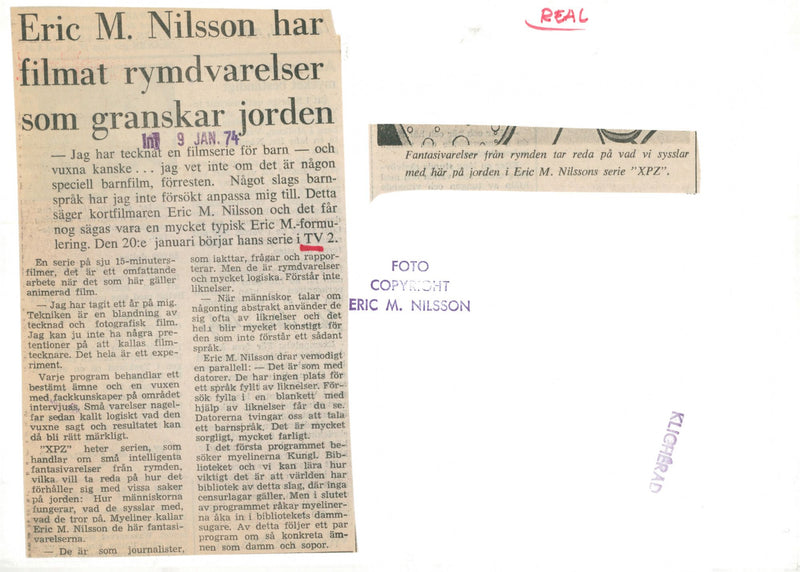 Eric M. Nilsson har
filmat rymdvarelser
som granskar jorden
Int 9 JAN. 74
— Jag har tecknat en filmserie för barn — och
vuxna kanske . . . jag vet inte om det är någon
speciell barnfilm, förresten. Något slags barn-
språk har jag inte försökt anpassa mig till. Detta
säger kortfilmaren Eric M. Nilsson och det får
nog sägas vara en mycket typisk Eric M.-formu-
lering. Den 20:e januari börjar hans serie i TV 2.
En serie på sju 15-minuters-
filmer, det är ett omfattande
arbete när det som här gäller
animerad film.
— Jag har tagit ett år på mig.
Tekniken är en blandning av
tecknad och fotografisk film.
Jag kan ju inte ha några pre-
tentioner på att kallas film-
tecknare. Det hela är ett expe-
riment.
Varje program behandlar ett
bestämt ämne och en vuxen
med fackkunskaper på området
intervjuas. Små varelser nagel-
far sedan kallt logiskt vad den
vuxne sagt och resultatet kan
då bli rätt märkligt.
"XPZ" heter serien, som
handlar om små intelligenta
fantasivarelser från rymden,
vilka vill ta reda på hur det
förhåller sig med vissa saker
på jorden: Hur människorna
fungerar, vad de sysslar med,
vad de tror på. Myeliner kallar
Eric M. Nilsson de här fantasi-
varelserna.
— De är som journalister,
som iakttar, frågar och rappor-
terar. Men de är rymdvarelser
och mycket logiska. Förstår inte
liknelser.
— När människor talar om
någonting abstrakt använder de
sig ofta av liknelser och det
hela blir mycket konstigt för
den som inte förstår ett sådant
språk.
Eric M. Nilsson drar vemodigt
en parallell: — Det är som med
datorer. De har ingen plats för
ett språk fyllt av liknelser. För-
sök fylla i en blankett med
hjälp av liknelser får du se.
Datorerna tvingar oss att tala
ett barnspråk. Det är mycket
sorgligt, mycket farligt.
I det första programmet be-
söker myelinerna Kungl. Bib-
lioteket och vi kan lära hur
viktigt det är att världen har
bibliotek av detta slag, där inga
censurlagar gäller. Men i slutet
av programmet råkar myeliner-
na åka in i bibliotekets damm-
sugare. Av detta följer ett par
program om så konkreta äm-
nen som damm och sopor.
REAL
Fantasivarelser från rymden tar reda på vad vi sysslar
med här på jorden i Eric M. Nilssons serie "XPZ".
FOTO
COPYRIGHT
ERIC M. NILSSON
KLICHERAD